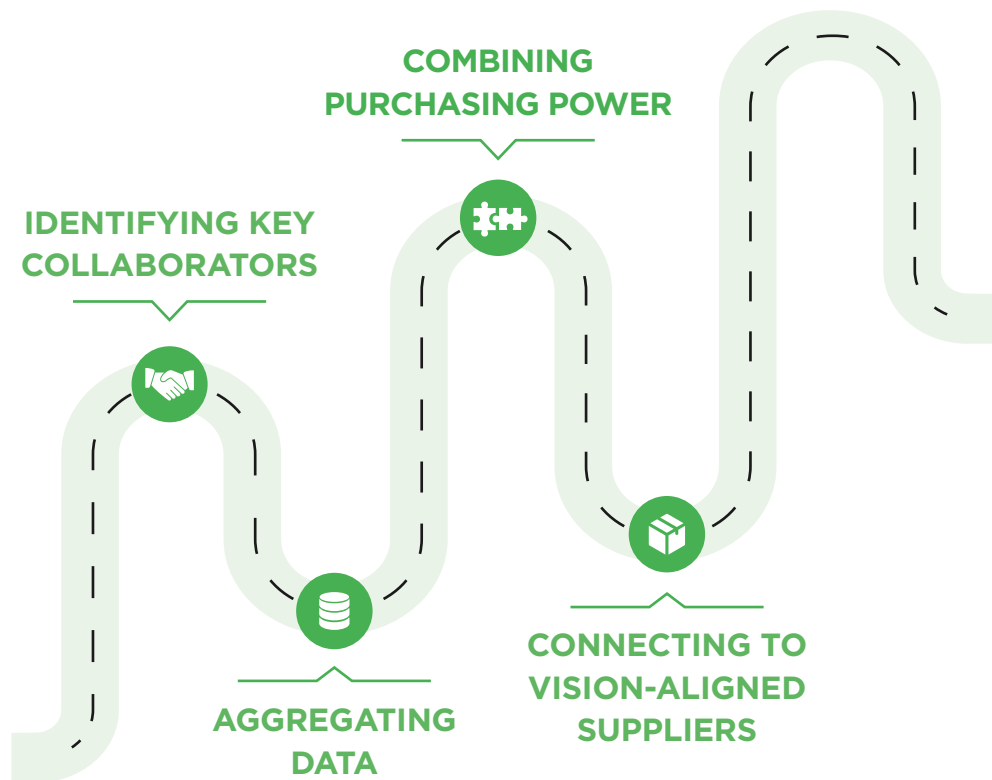 IDENTIFYING KEY
COLLABORATORS
AGGREGATING
DATA
COMBINING
PURCHASING POWER
CONNECTING TO
VISION-ALIGNED
SUPPLIERS